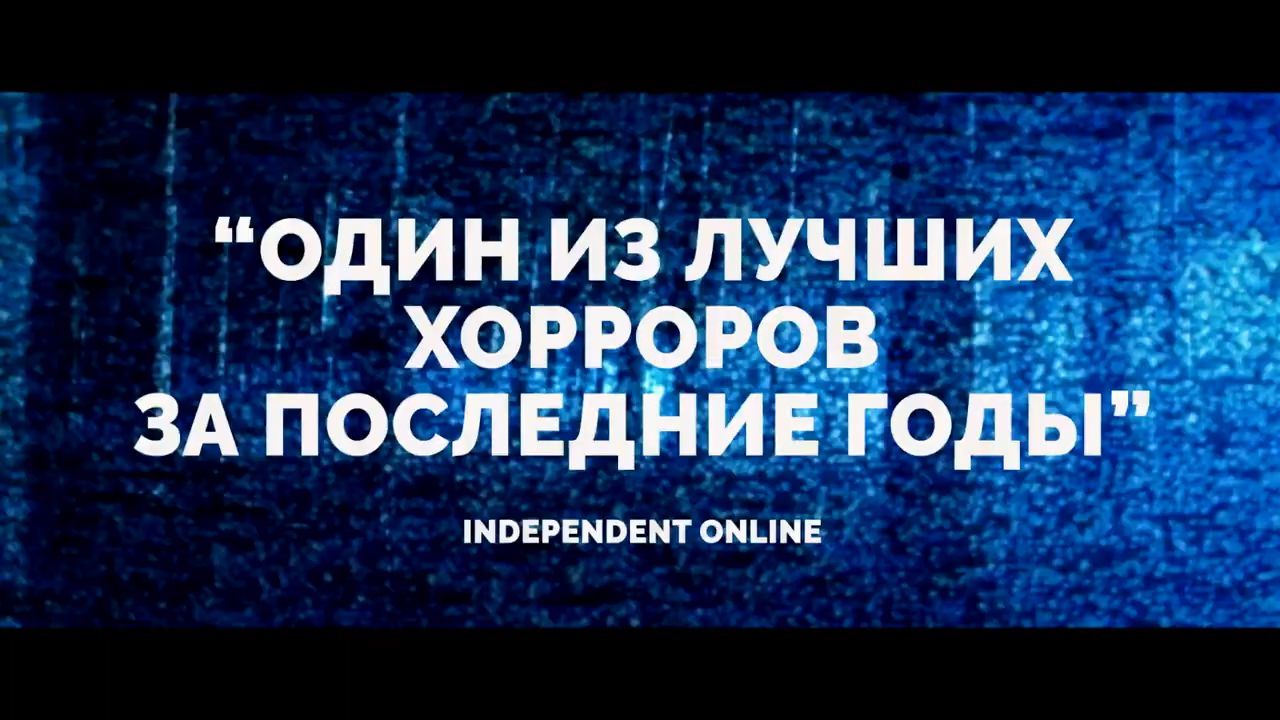 “ОДИН ИЗ ЛУЧШИХ
ХОРРОРОВ
ЗА ПОСЛЕДНИЕ ГОДЫ”
INDEPENDENT ONLINE